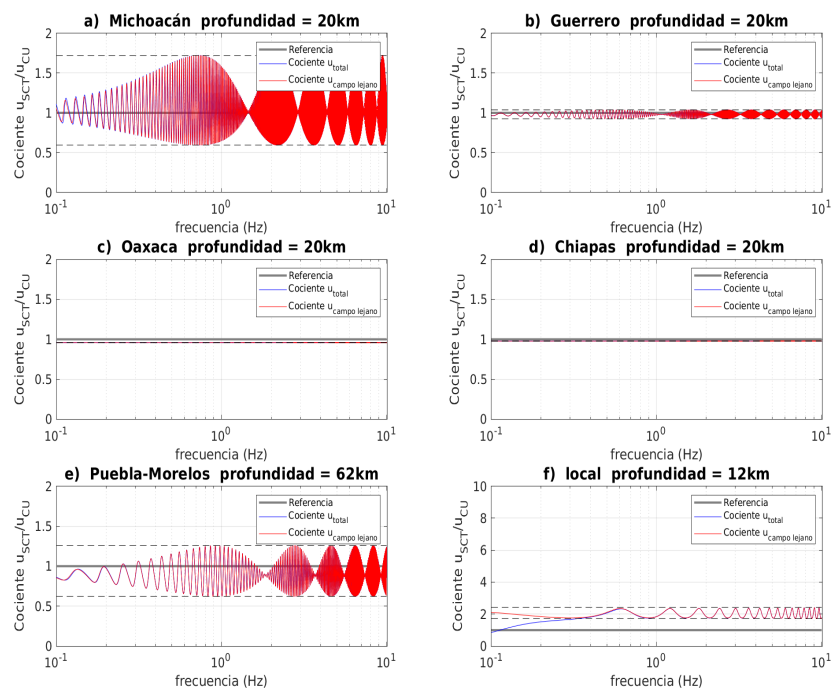 a) Michoacán profundidad = 20km
Cociente u_SCT/u_CU
2
1.5
1
0.5
0
10^-1
10^0
10^1
frecuencia (Hz)
Referencia
Cociente u_total
Cociente u_campo lejano
b) Guerrero profundidad = 20km
Cociente u_SCT/u_CU
2
1.5
1
0.5
0
10^-1
10^0
10^1
frecuencia (Hz)
Referencia
Cociente u_total
Cociente u_campo lejano
c) Oaxaca profundidad = 20km
Cociente u_SCT/u_CU
2
1.5
1
0.5
0
10^-1
10^0
10^1
frecuencia (Hz)
Referencia
Cociente u_total
Cociente u_campo lejano
d) Chiapas profundidad = 20km
Cociente u_SCT/u_CU
2
1.5
1
0.5
0
10^-1
10^0
10^1
frecuencia (Hz)
Referencia
Cociente u_total
Cociente u_campo lejano
e) Puebla-Morelos profundidad = 62km
Cociente u_SCT/u_CU
2
1.5
1
0.5
0
10^-1
10^0
10^1
frecuencia (Hz)
Referencia
Cociente u_total
Cociente u_campo lejano
f) local profundidad = 12km
Cociente u_SCT/u_CU
10
8
6
4
2
0
10^-1
10^0
10^1
frecuencia (Hz)
Referencia
Cociente u_total
Cociente u_campo lejano